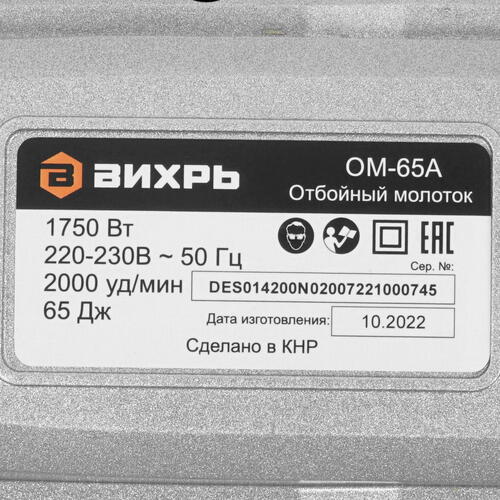 ВИХРЬ
ОМ-65А
Отбойный молоток
1750 Вт
220-230В ~ 50 Гц
2000 уд/мин
65 Дж
ЕАС
Сер. №:
DES014200N02007221000745
Дата изготовления:
10.2022
Сделано в КНР